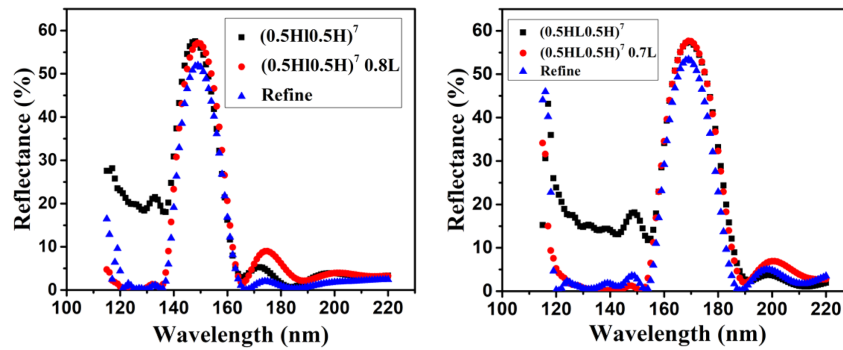 Reflectance (%)
60
50
40
30
20
10
0
(0.5Hl0.5H)⁷
(0.5Hl0.5H)⁷ 0.8L
Refine
100 120 140 160 180 200 220
Wavelength (nm)
Reflectance (%)
60
50
40
30
20
10
0
(0.5HL0.5H)⁷
(0.5HL0.5H)⁷ 0.7L
Refine
100 120 140 160 180 200 220
Wavelength (nm)